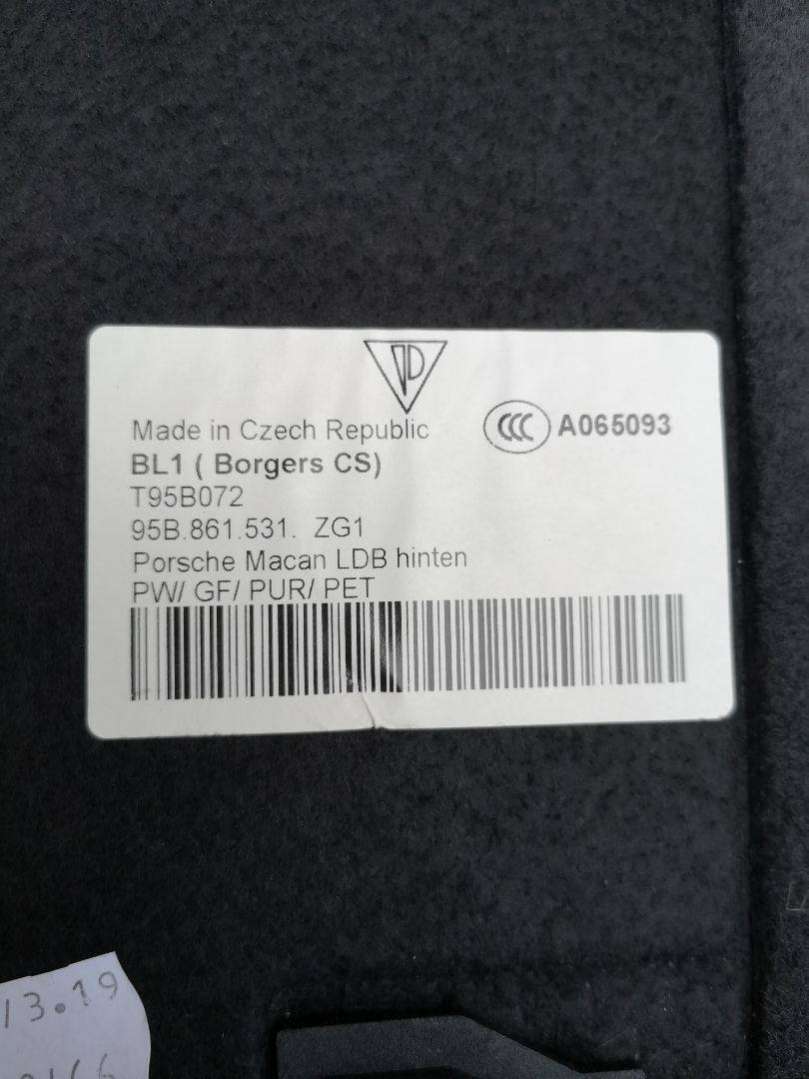 Made in Czech Republic
CCC A065093
BL1 ( Borgers CS)
T95B072
95B.861.531. ZG1
Porsche Macan LDB hinten
PW/ GF/ PUR/ PET
13.19